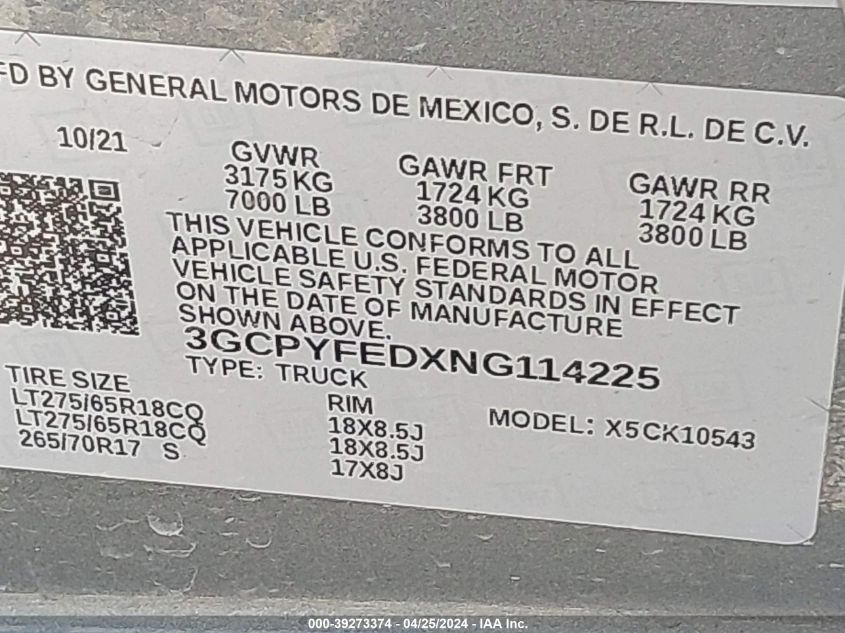 FD BY GENERAL MOTORS DE MEXICO, S. DE R.L. DE C.V.
10/21
GVWR GAWR FRT GAWR RR
3175 KG 1724 KG 1724 KG
7000 LB 3800 LB 3800 LB
THIS VEHICLE CONFORMS TO ALL
APPLICABLE U.S. FEDERAL MOTOR
VEHICLE SAFETY STANDARDS IN EFFECT
ON THE DATE OF MANUFACTURE
SHOWN ABOVE.
3GCPYFEDXNG114225
TYPE: TRUCK
TIRE SIZE RIM MODEL: X5CK10543
LT275/65R18CQ 18X8.5J
LT275/65R18CQ 18X8.5J
265/70R17 S 17X8J
000-39273374 - 04/25/2024 - IAA Inc.